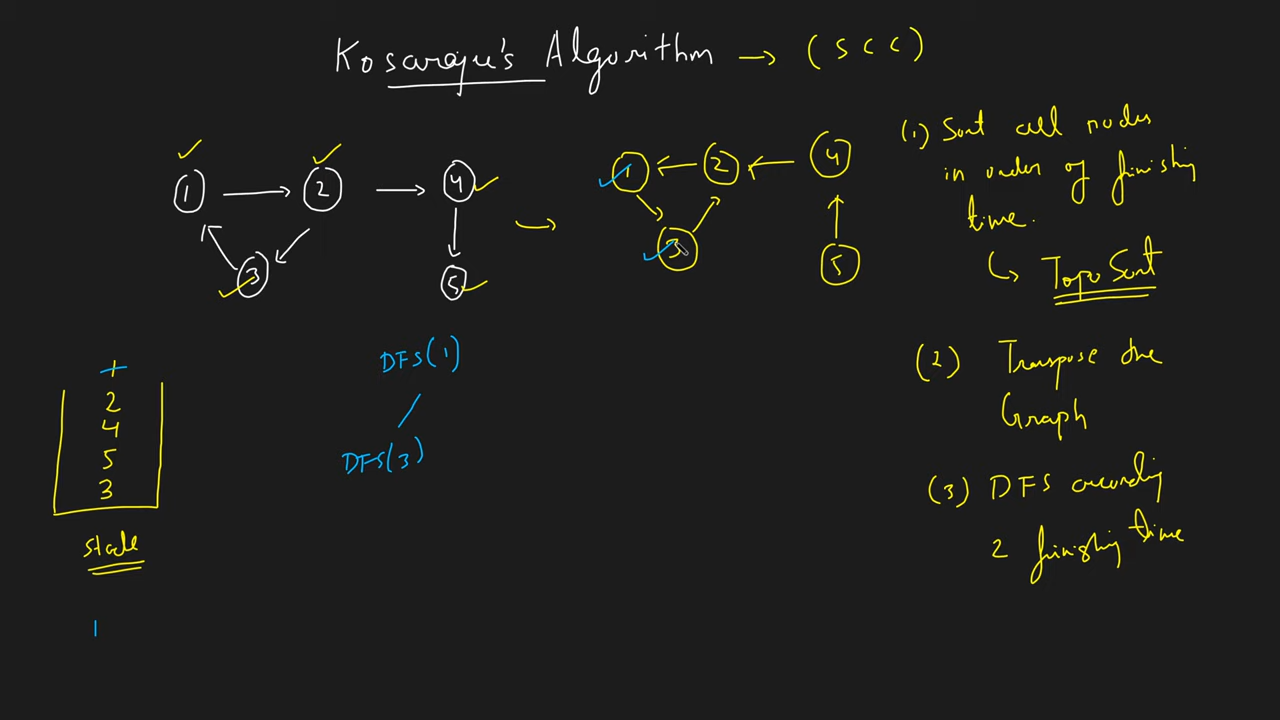 Kosaraju's Algorithm → (SCC)
1 → 2 → 4
3
5
1 ← 2 ← 4
3
5
(1) Sort all nodes
in order of finishing
time.
↳ Topo Sort
(2) Transpose the
Graph
(3) DFS according
2 finishing time
1
2
4
5
3
stack
DFS(1)
DFS(3)
1